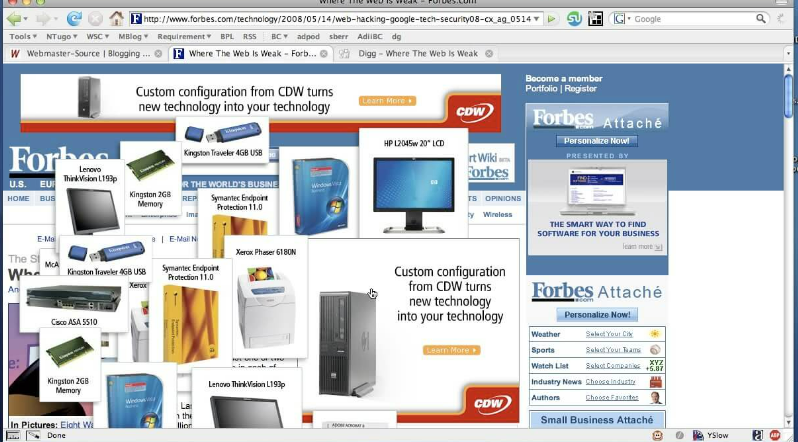 Where The Web Is Weak - Forbes.com
http://www.forbes.com/technology/2008/05/14/web-hacking-google-tech-security08-cx_ag_0514
Google
Tools NTugo WSC MBlog Requirement BPL RSS BC adpod sberr AdiiBC dg
Webmaster-Source | Blogging ...
Where The Web Is Weak - Forb...
Digg - Where The Web Is Weak
Custom configuration from CDW turns
new technology into your technology
Learn More
CDW
Become a member
Portfolio | Register
Forbes.com Attaché
Personalize Now!
PRESENTED BY
THE SMART WAY TO FIND
SOFTWARE FOR YOUR BUSINESS
learn more
Forbes
FOR THE WORLD'S BUSINESS
U.S.
HOME
OPINIONS
Wireless
Wiki BETA
Forbes
Kingston Traveler 4GB USB
Lenovo
ThinkVision L193p
Kingston 2GB
Memory
Symantec Endpoint
Protection 11.0
HP L2045w 20" LCD
E-Mail
Kingston Traveler 4GB USB
Symantec Endpoint
Protection 11.0
Xerox Phaser 6180N
Xerox
Cisco ASA 5510
Kingston 2GB
Memory
Lenovo ThinkVision L193p
Custom configuration
from CDW turns
new technology
into your technology
Learn More
CDW
In Pictures: Eight
Forbes.com Attaché
Personalize Now!
Weather Select Your City
Sports Select Your Teams
Watch List Select Companies XYZ +5.87
Industry News Choose Industry
Authors Choose Favorites
Small Business Attaché
Done
YSlow